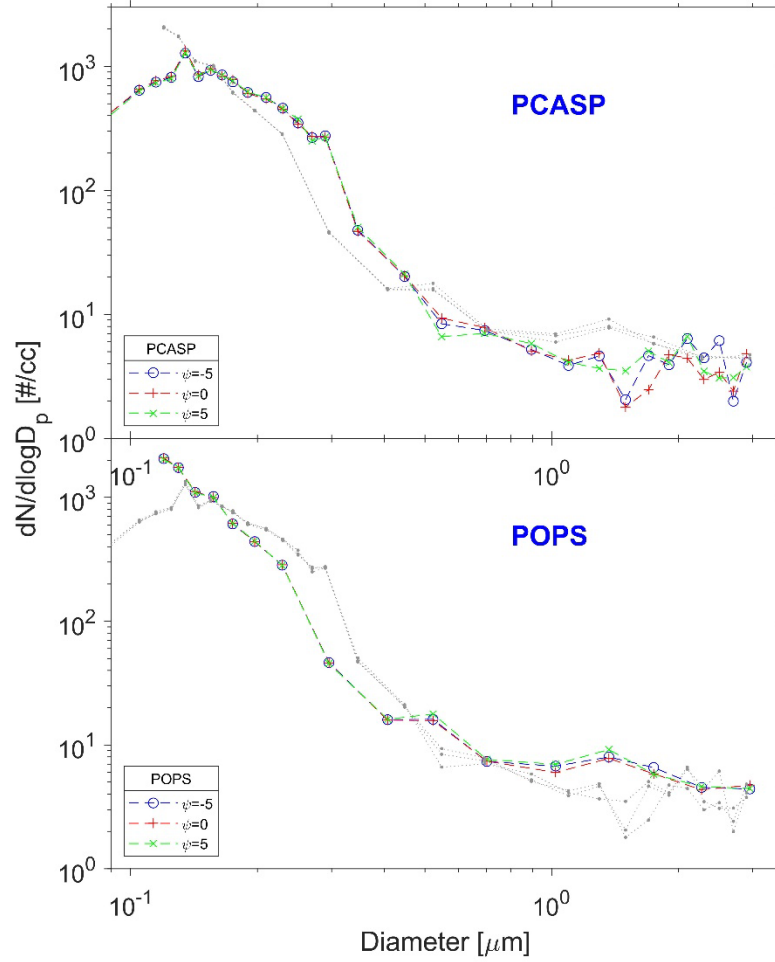 10³
PCASP
10²
10¹
PCASP
ψ=-5
ψ=0
ψ=5
10⁰
10⁻¹ 10⁰
dN/dlogD_p [#/cc]
10³
POPS
10²
10¹
POPS
ψ=-5
ψ=0
ψ=5
10⁰
10⁻¹ 10⁰
Diameter [μm]